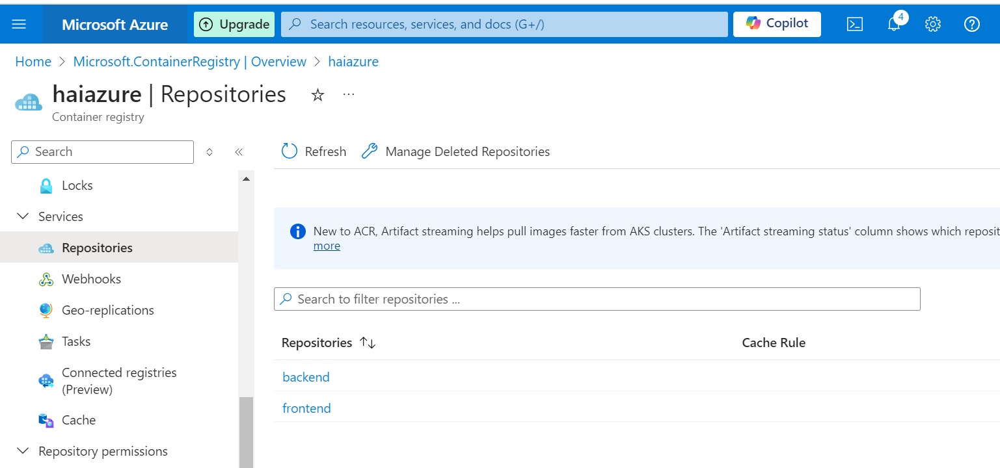 Microsoft Azure
Upgrade
Search resources, services, and docs (G+/)
Copilot
4
Home > Microsoft.ContainerRegistry | Overview > haiazure
haiazure | Repositories
Container registry
Search
Refresh
Manage Deleted Repositories
Locks
Services
Repositories
Webhooks
Geo-replications
Tasks
Connected registries
(Preview)
Cache
Repository permissions
New to ACR, Artifact streaming helps pull images faster from AKS clusters. The 'Artifact streaming status' column shows which reposit
more
Search to filter repositories ...
Repositories ↑↓ Cache Rule
backend
frontend